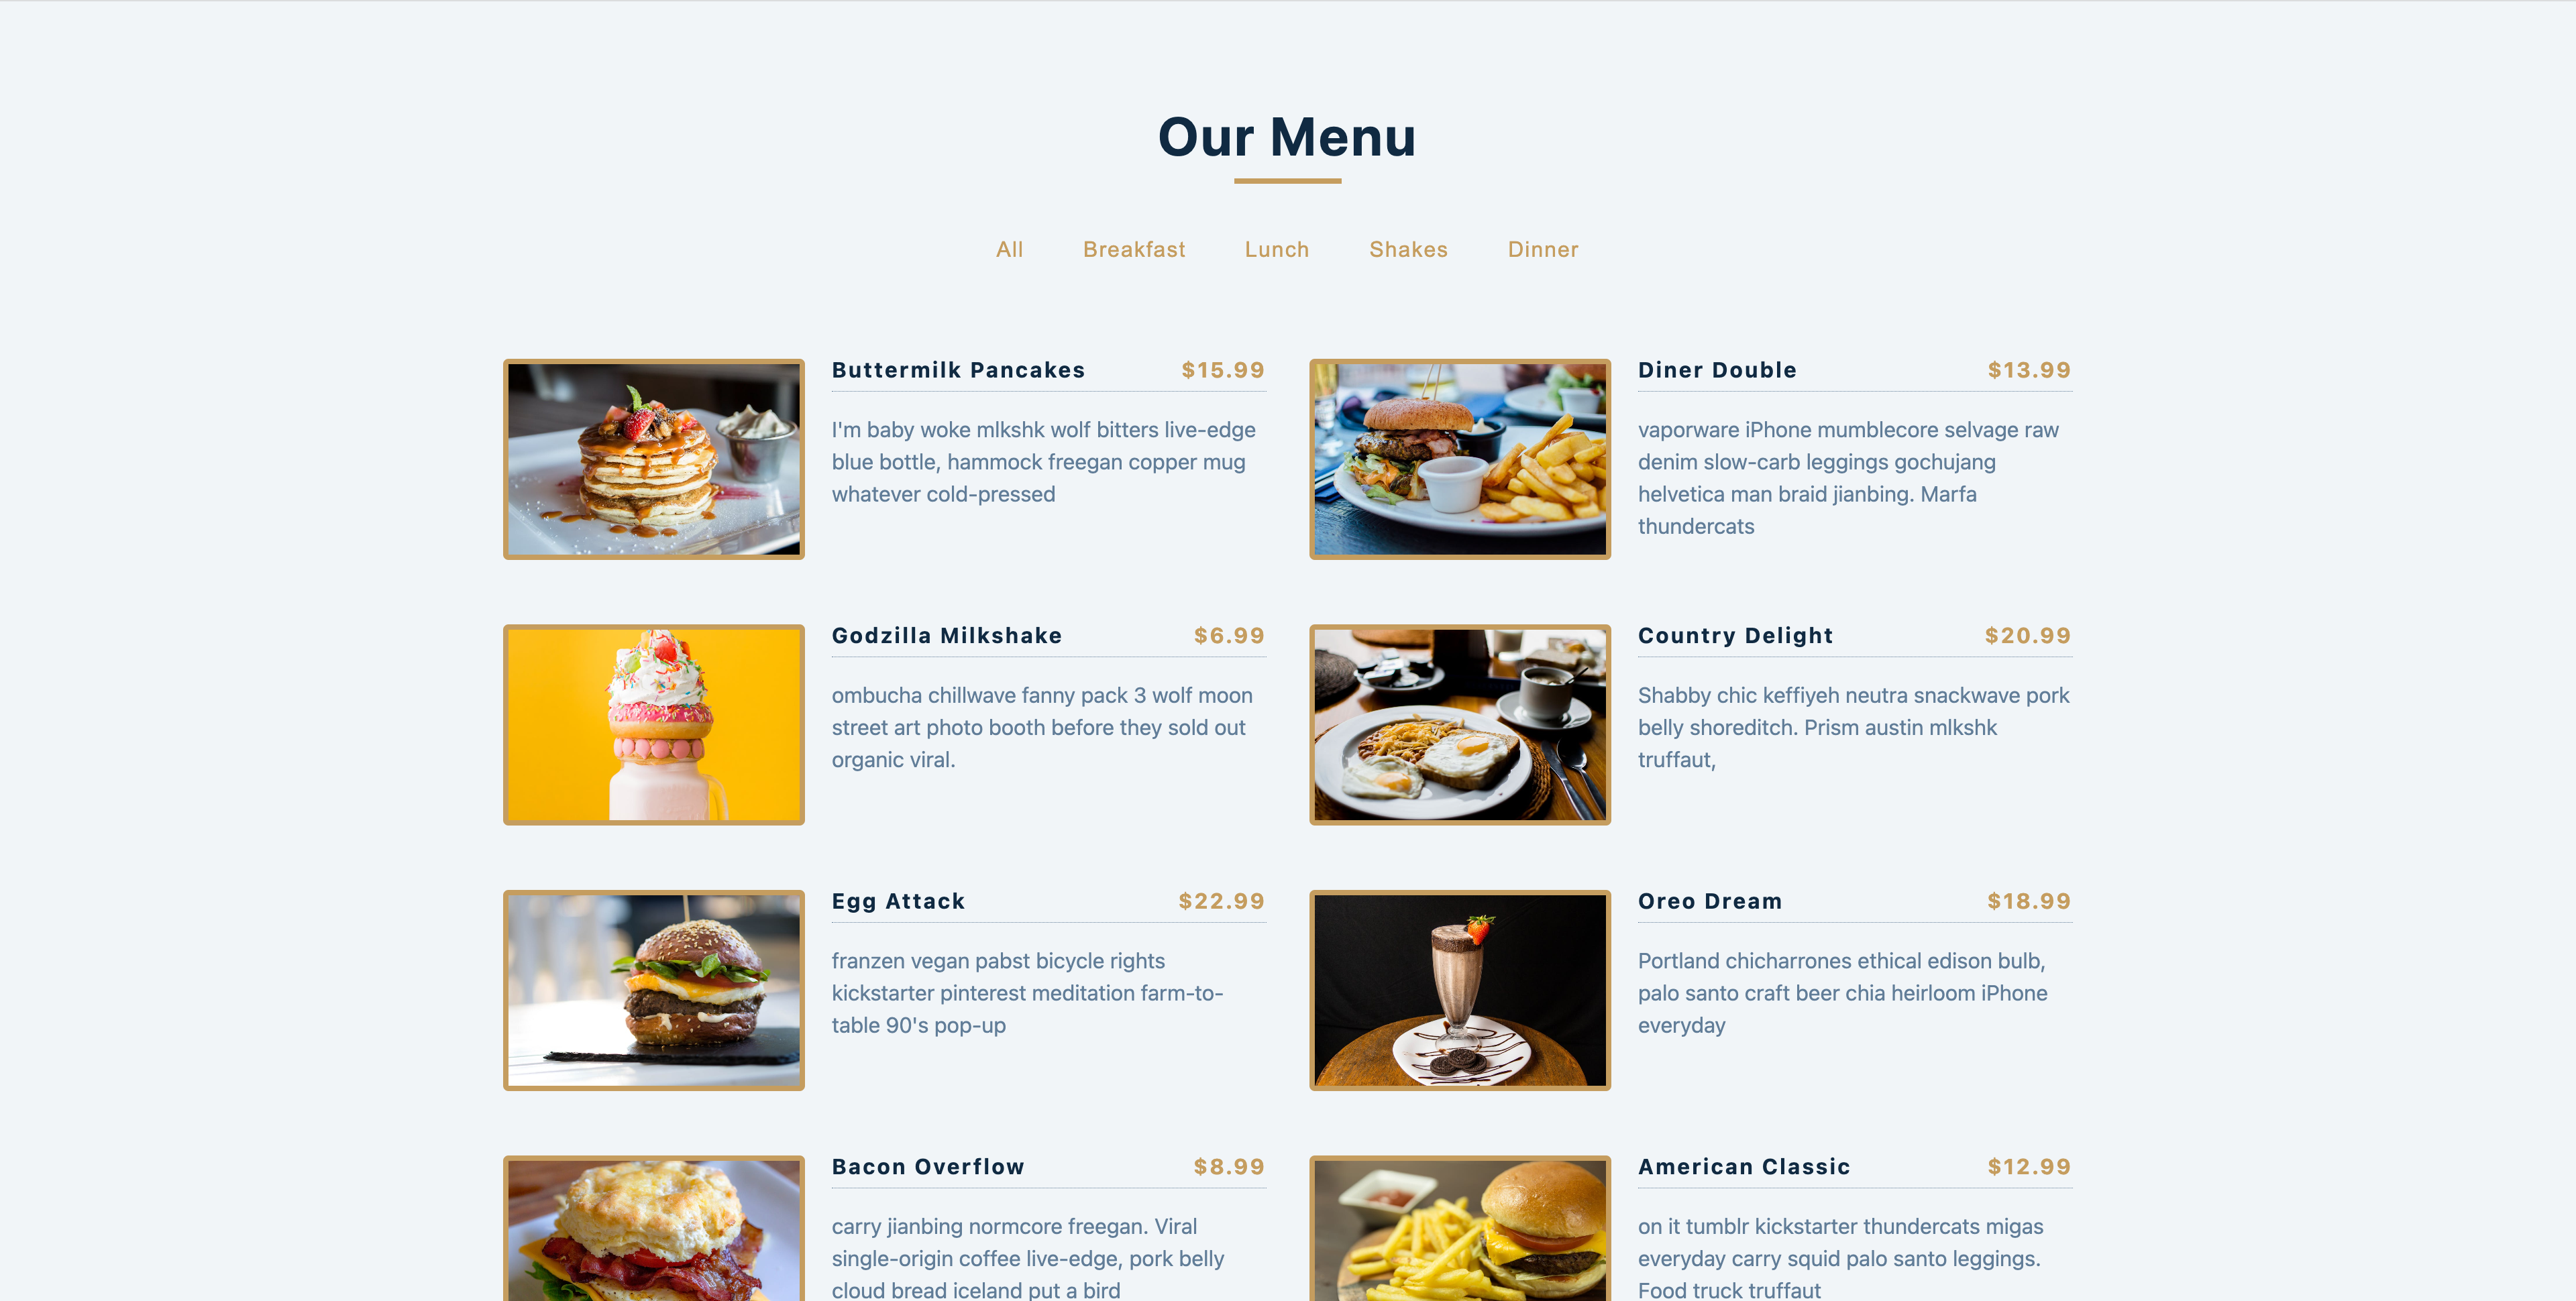 Our Menu
All Breakfast Lunch Shakes Dinner
Buttermilk Pancakes $15.99
I'm baby woke mlkshk wolf bitters live-edge
blue bottle, hammock freegan copper mug
whatever cold-pressed
Diner Double $13.99
vaporware iPhone mumblecore selvage raw
denim slow-carb leggings gochujang
helvetica man braid jianbing. Marfa
thundercats
Godzilla Milkshake $6.99
ombucha chillwave fanny pack 3 wolf moon
street art photo booth before they sold out
organic viral.
Country Delight $20.99
Shabby chic keffiyeh neutra snackwave pork
belly shoreditch. Prism austin mlkshk
truffaut,
Egg Attack $22.99
franzen vegan pabst bicycle rights
kickstarter pinterest meditation farm-to-
table 90's pop-up
Oreo Dream $18.99
Portland chicharrones ethical edison bulb,
palo santo craft beer chia heirloom iPhone
everyday
Bacon Overflow $8.99
carry jianbing normcore freegan. Viral
single-origin coffee live-edge, pork belly
cloud bread iceland put a bird
American Classic $12.99
on it tumblr kickstarter thundercats migas
everyday carry squid palo santo leggings.
Food truck truffaut